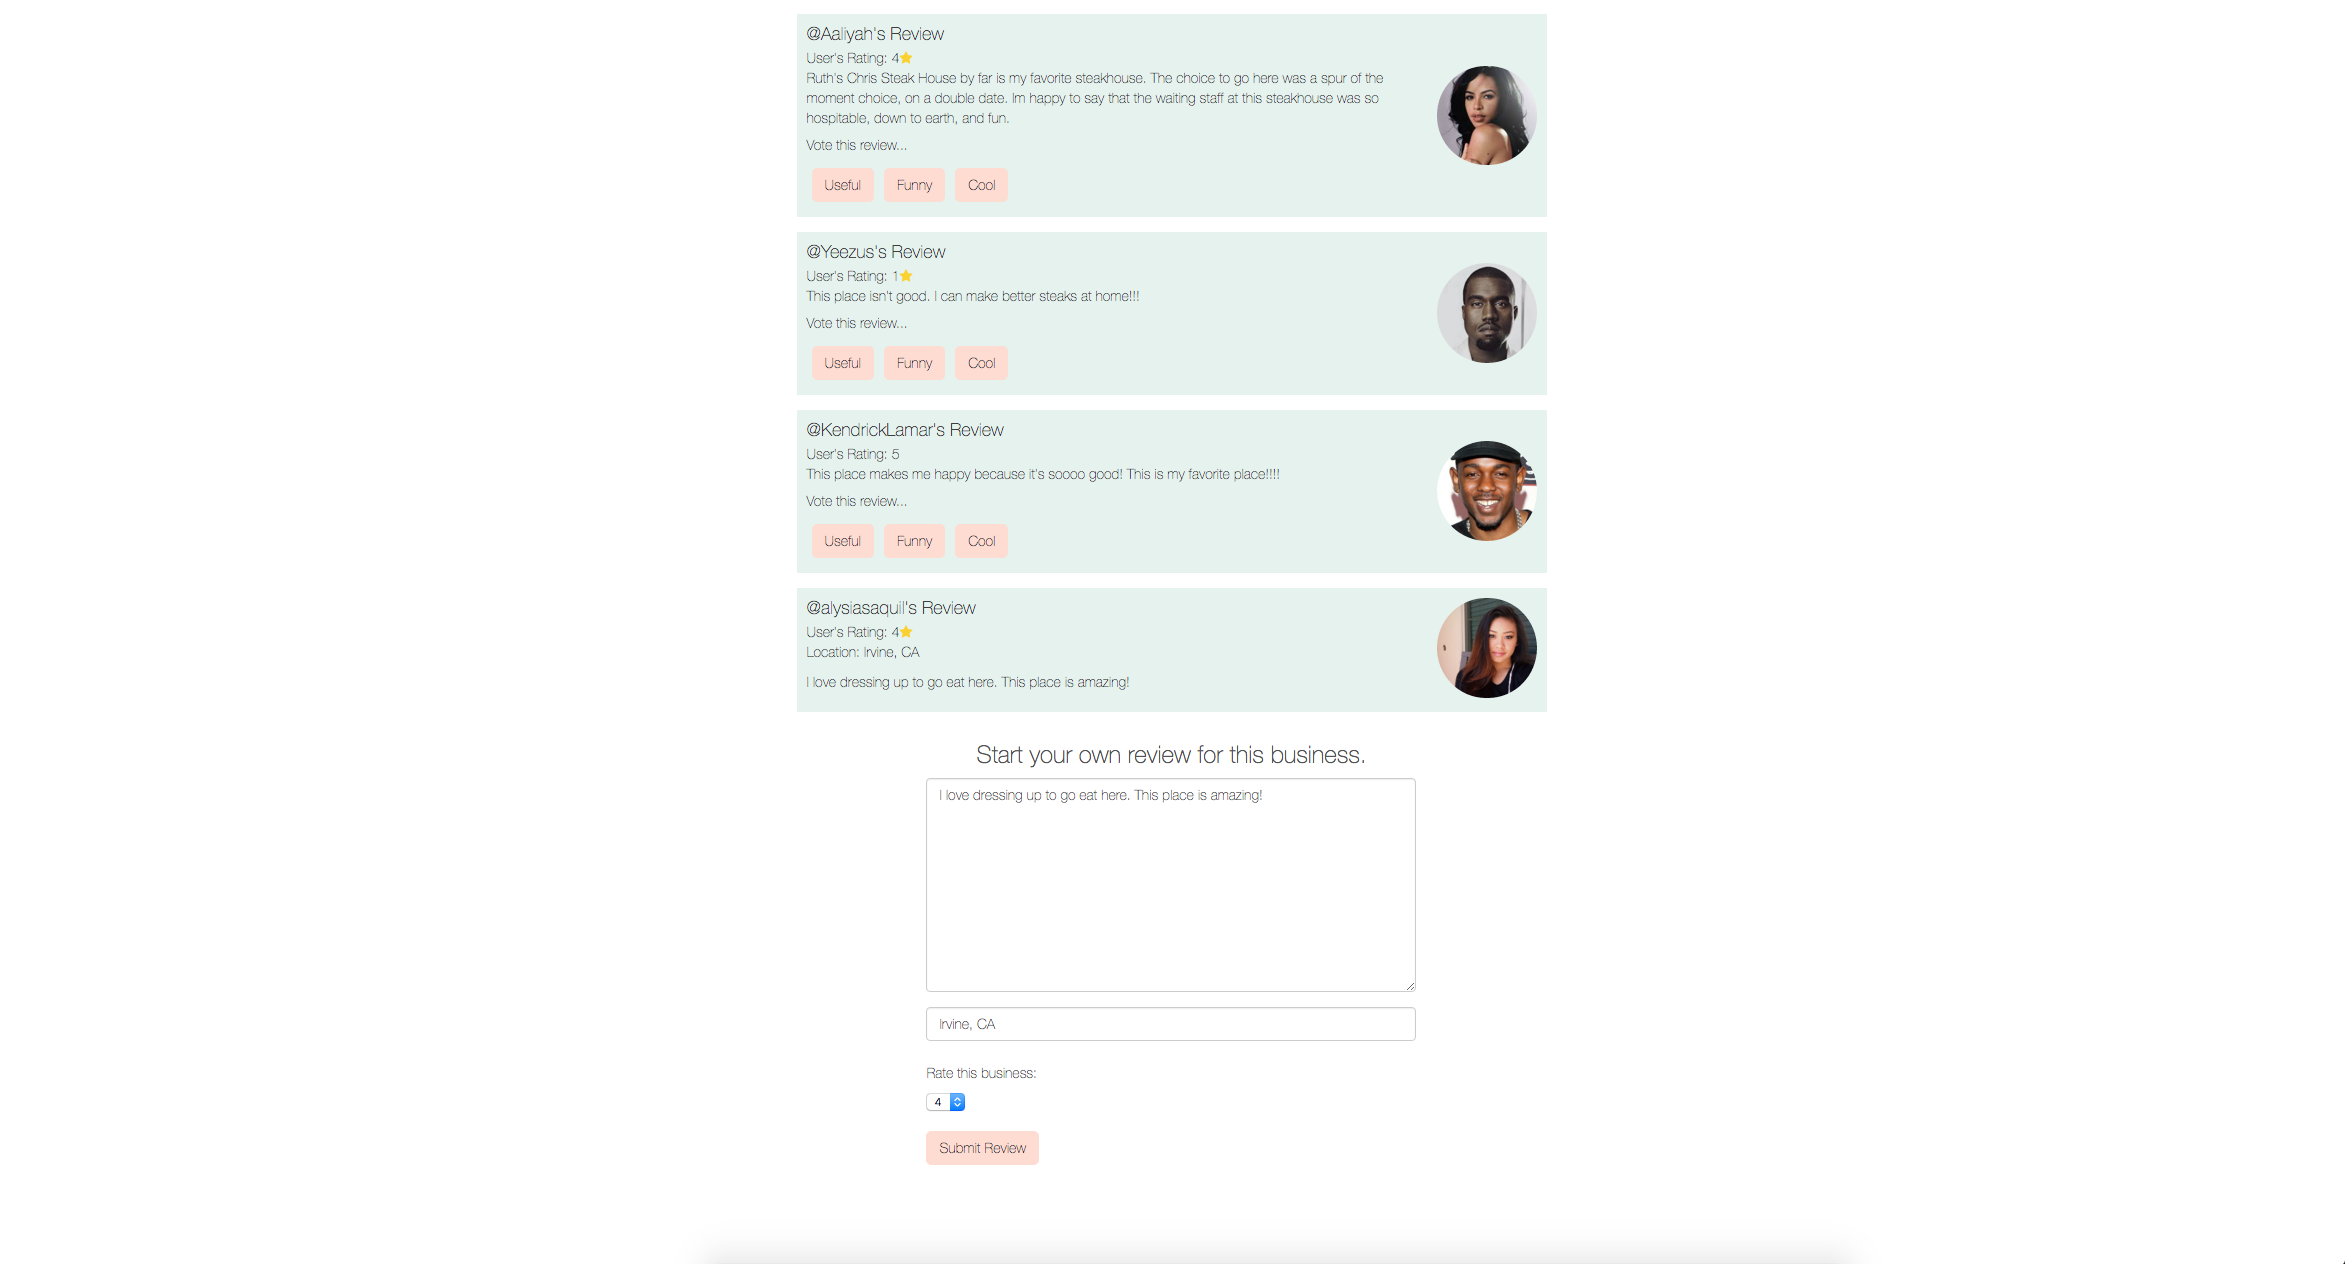 @Aaliyah's Review
User's Rating: 4⭐
Ruth's Chris Steak House by far is my favorite steakhouse. The choice to go here was a spur of the
moment choice, on a double date. Im happy to say that the waiting staff at this steakhouse was so
hospitable, down to earth, and fun.
Vote this review...
Useful Funny Cool
@Yeezus's Review
User's Rating: 1⭐
This place isn't good. I can make better steaks at home!!!
Vote this review...
Useful Funny Cool
@KendrickLamar's Review
User's Rating: 5
This place makes me happy because it's soooo good! This is my favorite place!!!!
Vote this review...
Useful Funny Cool
@alysiasaquil's Review
User's Rating: 4⭐
Location: Irvine, CA
I love dressing up to go eat here. This place is amazing!
Start your own review for this business.
I love dressing up to go eat here. This place is amazing!
Irvine, CA
Rate this business:
4
Submit Review